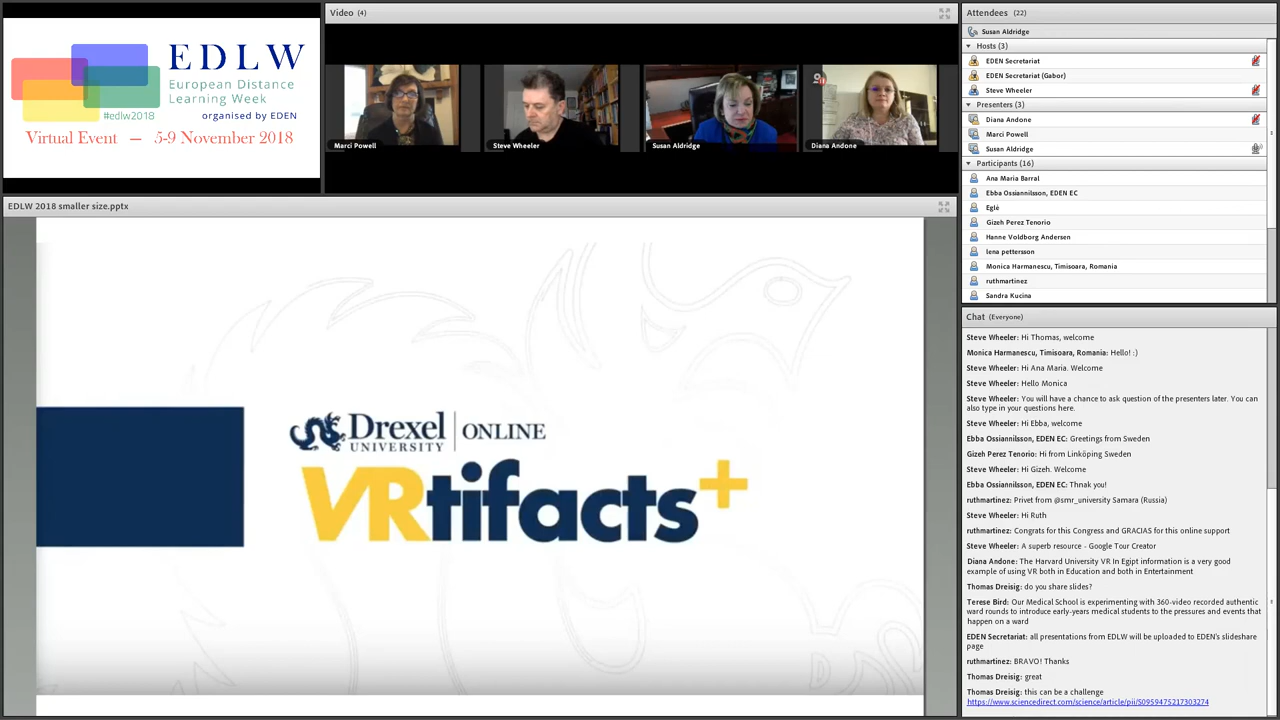 EDLW
European Distance
Learning Week
#edlw2018
organised by EDEN
Virtual Event — 5-9 November 2018
Video (4)
Marci Powell
Steve Wheeler
Susan Aldridge
Diana Andone
EDLW 2018 smaller size.pptx
Drexel
UNIVERSITY
ONLINE
VRtifacts+
Attendees (22)
Susan Aldridge
Hosts (3)
EDEN Secretariat
EDEN Secretariat (Gabor)
Steve Wheeler
Presenters (3)
Diana Andone
Marci Powell
Susan Aldridge
Participants (16)
Ana Maria Barral
Ebba Ossiannilsson, EDEN EC
Eglė
Gizeh Perez Tenorio
Hanne Voldborg Andersen
lena pettersson
Monica Harmanescu, Timisoara, Romania
ruthmartinez
Sandra Kucina
Chat (Everyone)
Steve Wheeler: Hi Thomas, welcome
Monica Harmanescu, Timisoara, Romania: Hello! :)
Steve Wheeler: Hi Ana Maria. Welcome
Steve Wheeler: Hello Monica
Steve Wheeler: You will have a chance to ask question of the presenters later. You can
also type in your questions here.
Steve Wheeler: Hi Ebba, welcome
Ebba Ossiannilsson, EDEN EC: Greetings from Sweden
Gizeh Perez Tenorio: Hi from Linköping Sweden
Steve Wheeler: Hi Gizeh. Welcome
Ebba Ossiannilsson, EDEN EC: Thnak you!
ruthmartinez: Privet from @smr_university Samara (Russia)
Steve Wheeler: Hi Ruth
ruthmartinez: Congrats for this Congress and GRACIAS for this online support
Steve Wheeler: A superb resource - Google Tour Creator
Diana Andone: The Harvard University VR In Egipt information is a very good
example of using VR both in Education and both in Entertainment
Thomas Dreisig: do you share slides?
Terese Bird: Our Medical School is experimenting with 360-video recorded authentic
ward rounds to introduce early-years medical students to the pressures and events that
happen on a ward
EDEN Secretariat: all presentations from EDLW will be uploaded to EDEN's slideshare
page
ruthmartinez: BRAVO! Thanks
Thomas Dreisig: great
Thomas Dreisig: this can be a challenge
https://www.sciencedirect.com/science/article/pii/S0959475217303274